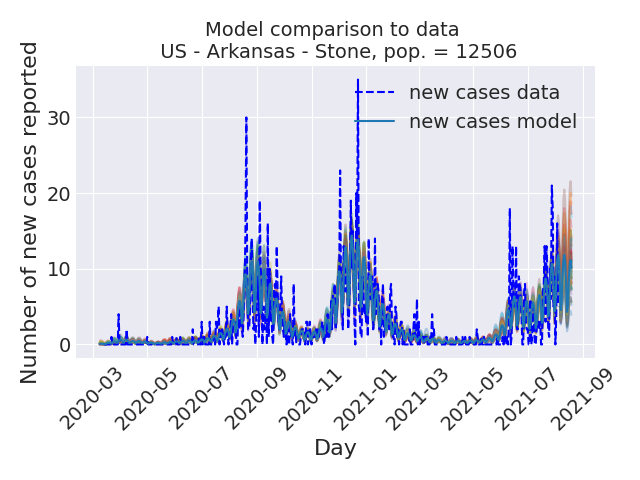 Model comparison to data
US - Arkansas - Stone, pop. = 12506
new cases data
new cases model
Number of new cases reported
30
20
10
0
2020-03
2020-05
2020-07
2020-09
2020-11
2021-01
2021-03
2021-05
2021-07
2021-09
Day